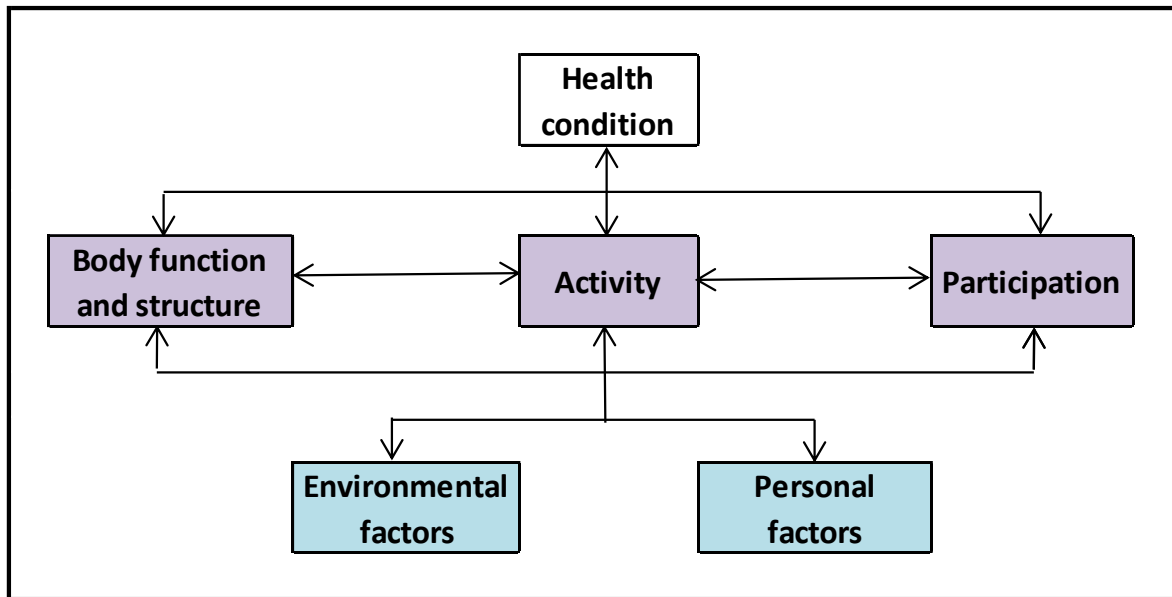 Health
condition
Body function
and structure
Activity
Participation
Environmental
factors
Personal
factors